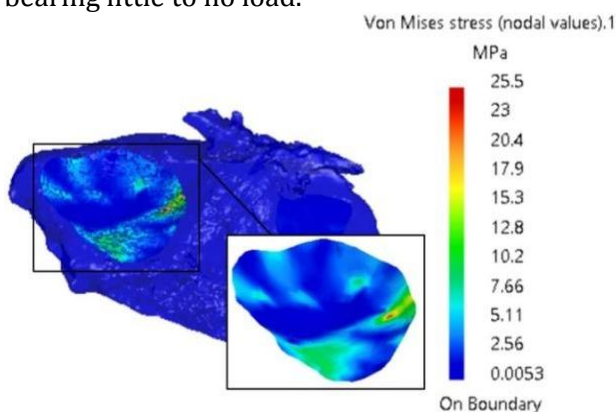 bearing little to no load.
Von Mises stress (nodal values).1
MPa
25.5
23
20.4
17.9
15.3
12.8
10.2
7.66
5.11
2.56
0.0053
On Boundary